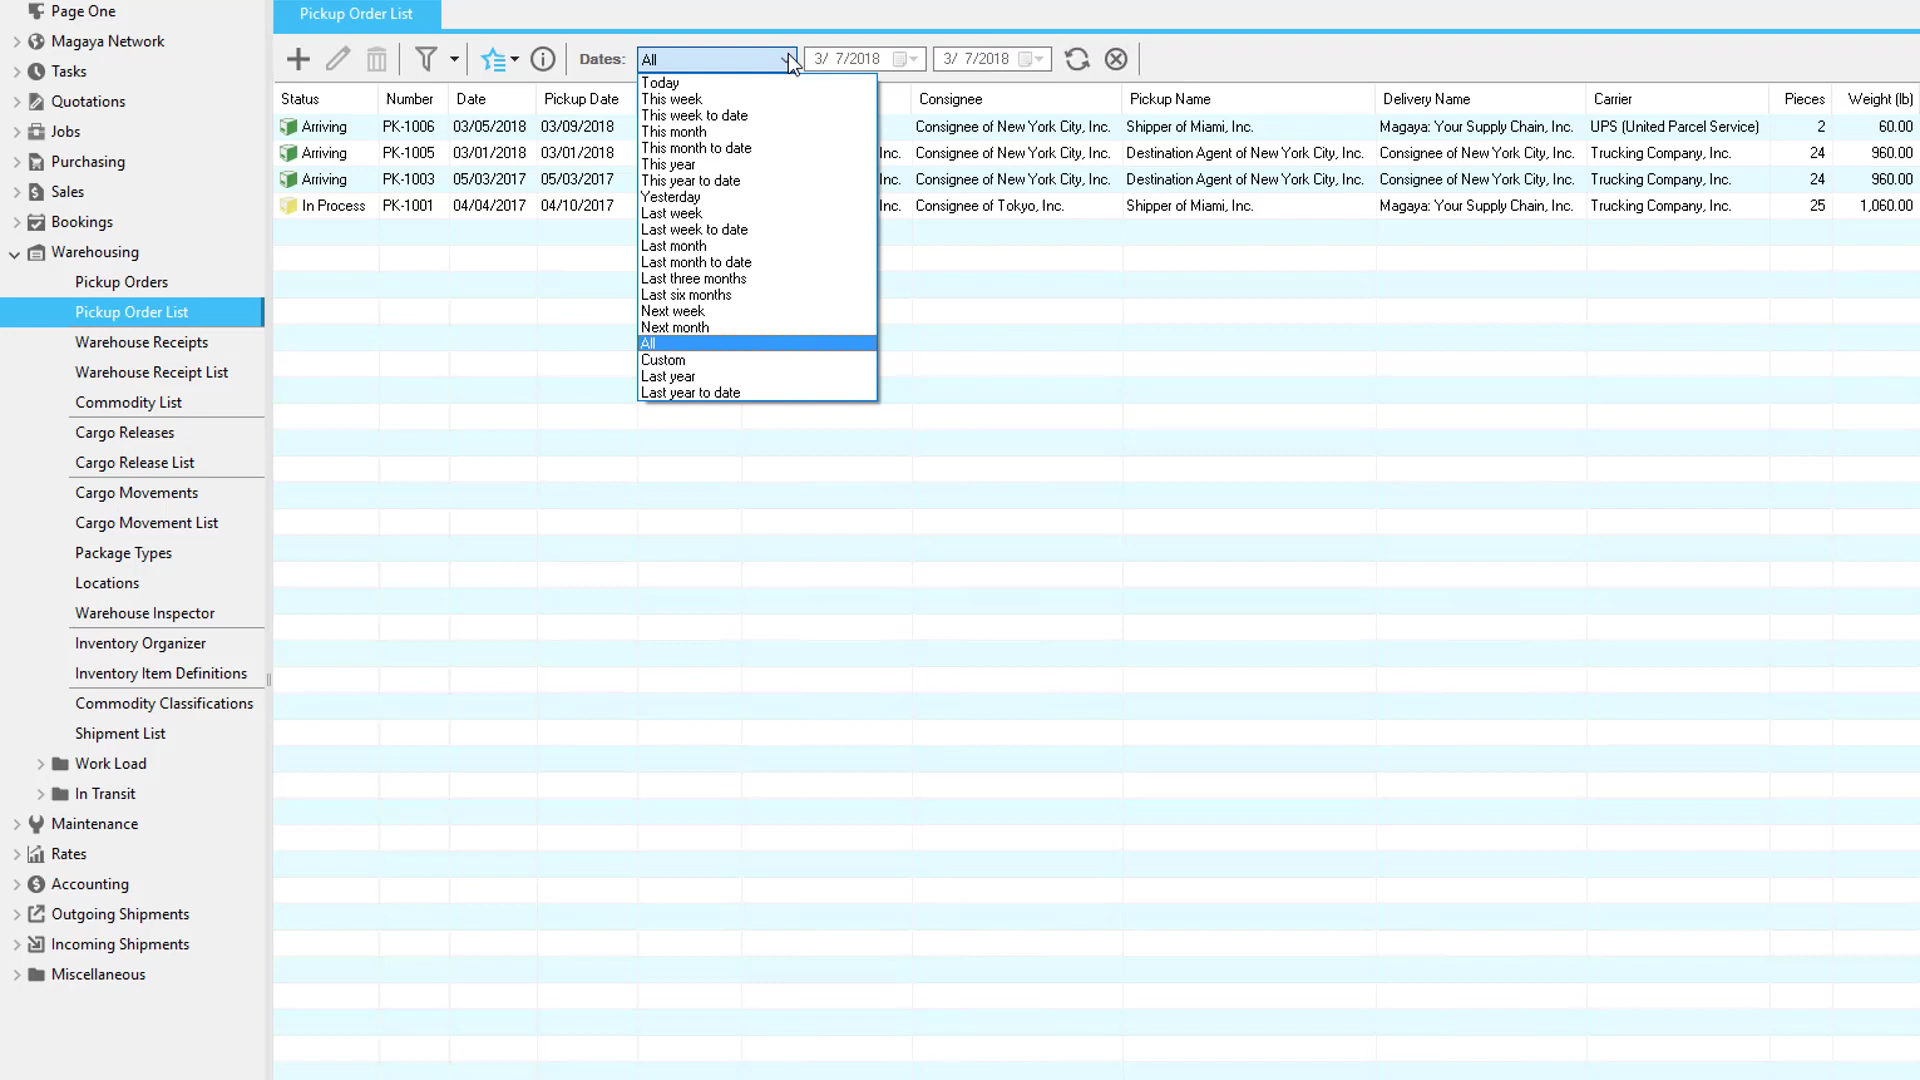 Page One
Magaya Network
Tasks
Quotations
Jobs
Purchasing
Sales
Bookings
Warehousing
Pickup Orders
Pickup Order List
Warehouse Receipts
Warehouse Receipt List
Commodity List
Cargo Releases
Cargo Release List
Cargo Movements
Cargo Movement List
Package Types
Locations
Warehouse Inspector
Inventory Organizer
Inventory Item Definitions
Commodity Classifications
Shipment List
Work Load
In Transit
Maintenance
Rates
Accounting
Outgoing Shipments
Incoming Shipments
Miscellaneous
Pickup Order List
Dates: All 3/ 7/2018 3/ 7/2018
Status Number Date Pickup Date Consignee Pickup Name Delivery Name Carrier Pieces Weight (lb)
Arriving PK-1006 03/05/2018 03/09/2018 Consignee of New York City, Inc. Shipper of Miami, Inc. Magaya: Your Supply Chain, Inc. UPS (United Parcel Service) 2 60.00
Arriving PK-1005 03/01/2018 03/01/2018 Inc. Consignee of New York City, Inc. Destination Agent of New York City, Inc. Consignee of New York City, Inc. Trucking Company, Inc. 24 960.00
Arriving PK-1003 05/03/2017 05/03/2017 Inc. Consignee of New York City, Inc. Destination Agent of New York City, Inc. Consignee of New York City, Inc. Trucking Company, Inc. 24 960.00
In Process PK-1001 04/04/2017 04/10/2017 Inc. Consignee of Tokyo, Inc. Shipper of Miami, Inc. Magaya: Your Supply Chain, Inc. Trucking Company, Inc. 25 1,060.00
Today
This week
This week to date
This month
This month to date
This year
This year to date
Yesterday
Last week
Last week to date
Last month
Last month to date
Last three months
Last six months
Next week
Next month
All
Custom
Last year
Last year to date